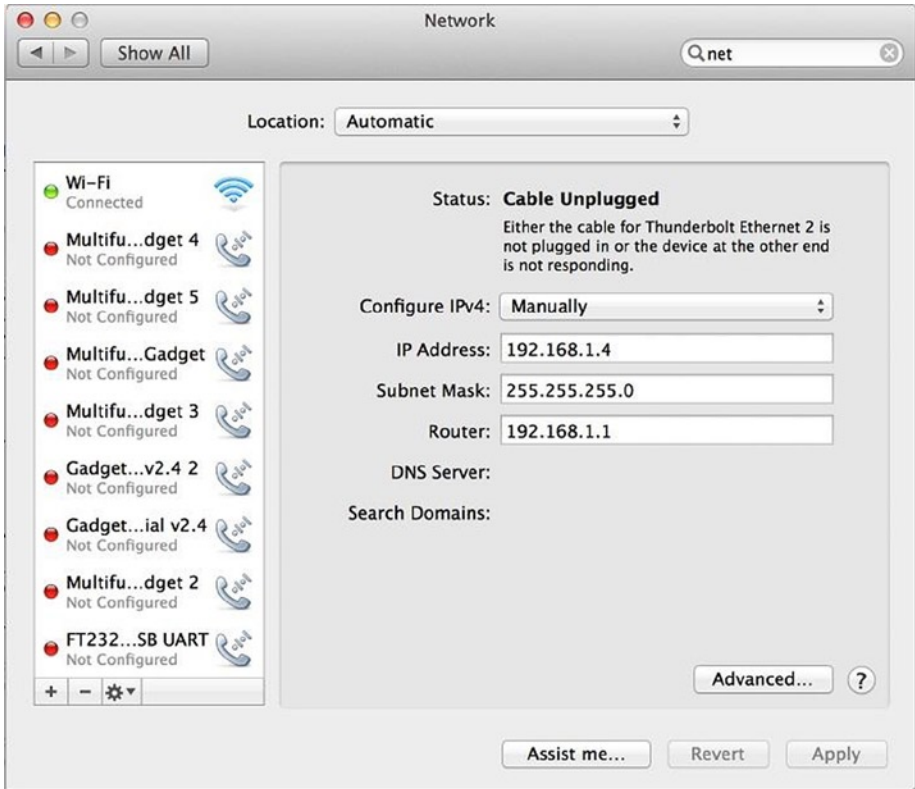 Network
Show All
net
Location: Automatic
Wi-Fi
Connected
Multifu...dget 4
Not Configured
Multifu...dget 5
Not Configured
Multifu...Gadget
Not Configured
Multifu...dget 3
Not Configured
Gadget...v2.4 2
Not Configured
Gadget...ial v2.4
Not Configured
Multifu...dget 2
Not Configured
FT232...SB UART
Not Configured
Status: Cable Unplugged
Either the cable for Thunderbolt Ethernet 2 is
not plugged in or the device at the other end
is not responding.
Configure IPv4: Manually
IP Address: 192.168.1.4
Subnet Mask: 255.255.255.0
Router: 192.168.1.1
DNS Server:
Search Domains:
Advanced... ?
Assist me... Revert Apply